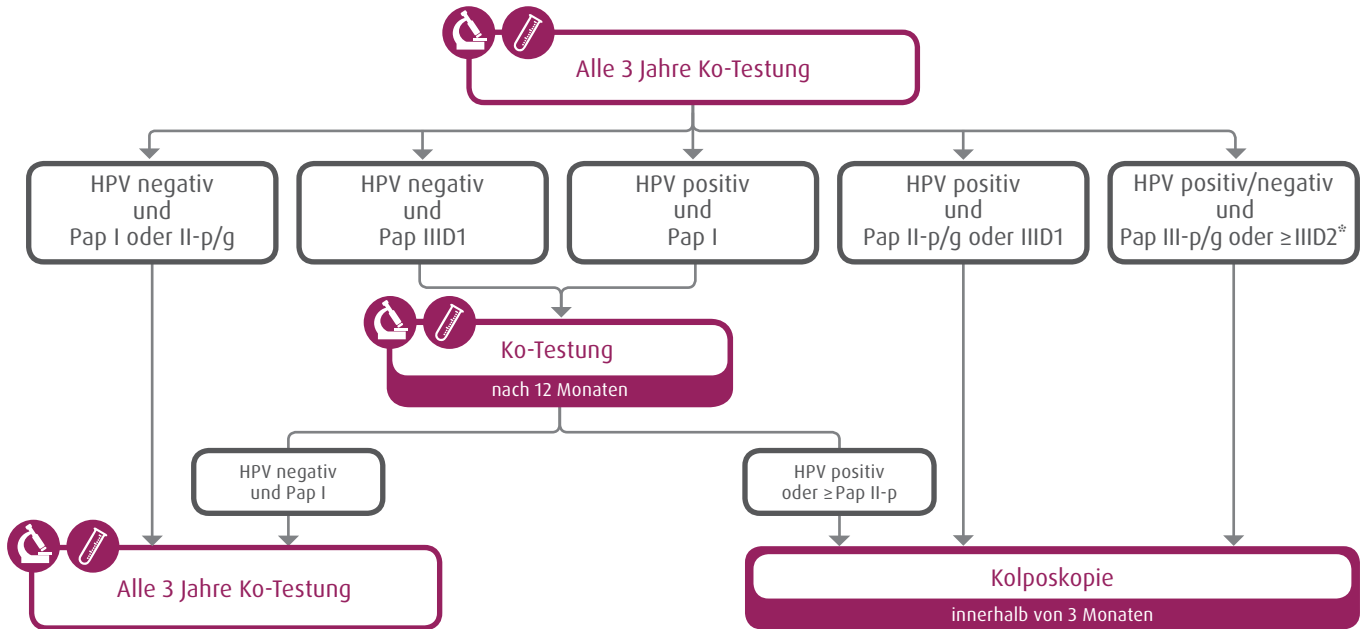 Alle 3 Jahre Ko-Testung
HPV negativ
und
Pap I oder II-p/g
HPV negativ
und
Pap IIID1
HPV positiv
und
Pap I
HPV positiv
und
Pap II-p/g oder IIID1
HPV positiv/negativ
und
Pap III-p/g oder ≥IIID2*
Ko-Testung
nach 12 Monaten
HPV negativ
und Pap I
HPV positiv
oder ≥Pap II-p
Alle 3 Jahre Ko-Testung
Kolposkopie
innerhalb von 3 Monaten